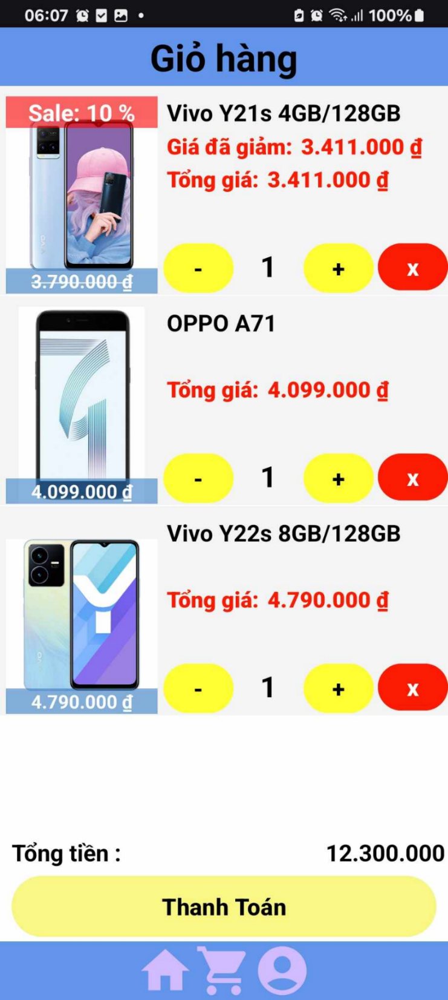 06:07
100%
Giỏ hàng
Sale: 10 %
Vivo Y21s 4GB/128GB
Giá đã giảm: 3.411.000 ₫
Tổng giá: 3.411.000 ₫
vivo
3.790.000 ₫
- 1 + x
OPPO A71
Tổng giá: 4.099.000 ₫
4.099.000 ₫
- 1 + x
Vivo Y22s 8GB/128GB
Tổng giá: 4.790.000 ₫
vivo
4.790.000 ₫
- 1 + x
Tổng tiền :
12.300.000
Thanh Toán